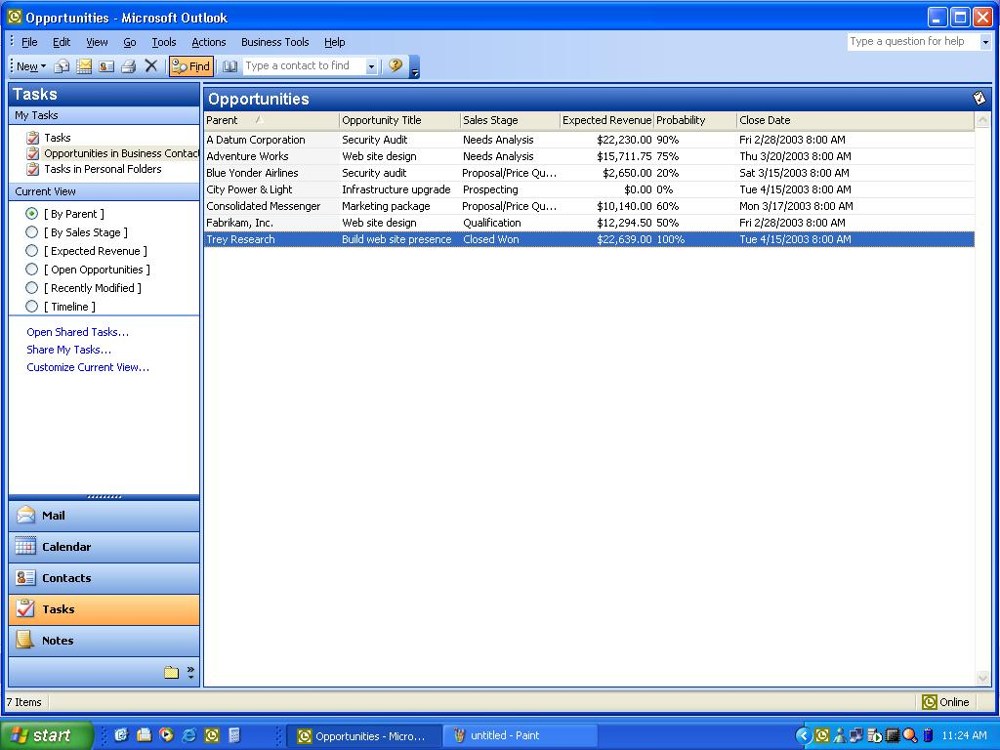 Opportunities - Microsoft Outlook
File Edit View Go Tools Actions Business Tools Help
Type a question for help
New Find Type a contact to find
Tasks
My Tasks
Tasks
Opportunities in Business Contac
Tasks in Personal Folders
Current View
[ By Parent ]
[ By Sales Stage ]
[ Expected Revenue ]
[ Open Opportunities ]
[ Recently Modified ]
[ Timeline ]
Open Shared Tasks...
Share My Tasks...
Customize Current View...
Mail
Calendar
Contacts
Tasks
Notes
Opportunities
Parent Opportunity Title Sales Stage Expected Revenue Probability Close Date
A Datum Corporation Security Audit Needs Analysis $22,230.00 90% Fri 2/28/2003 8:00 AM
Adventure Works Web site design Needs Analysis $15,711.75 75% Thu 3/20/2003 8:00 AM
Blue Yonder Airlines Security audit Proposal/Price Qu... $2,650.00 20% Sat 3/15/2003 8:00 AM
City Power & Light Infrastructure upgrade Prospecting $0.00 0% Tue 4/15/2003 8:00 AM
Consolidated Messenger Marketing package Proposal/Price Qu... $10,140.00 60% Mon 3/17/2003 8:00 AM
Fabrikam, Inc. Web site design Qualification $12,294.50 50% Fri 2/28/2003 8:00 AM
Trey Research Build web site presence Closed Won $22,639.00 100% Tue 4/15/2003 8:00 AM
7 Items
Online
start Opportunities - Micro... untitled - Paint 11:24 AM